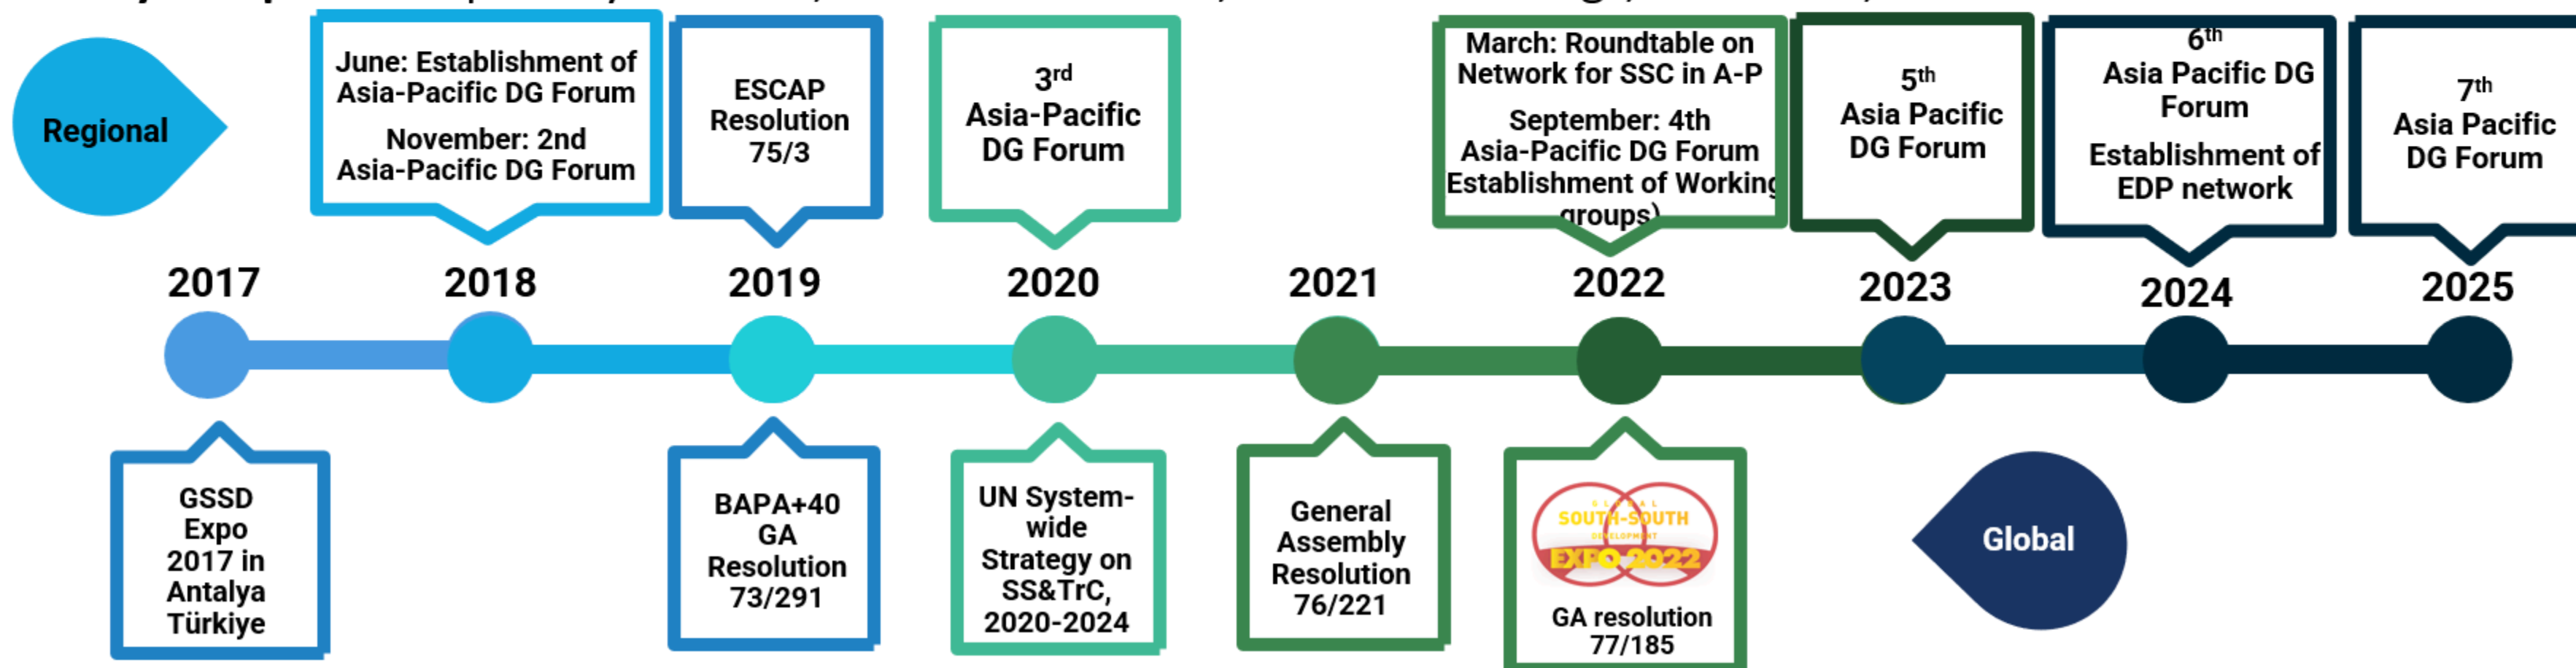 Regional
June: Establishment of
Asia-Pacific DG Forum
November: 2nd
Asia-Pacific DG Forum
ESCAP
Resolution
75/3
3rd
Asia-Pacific
DG Forum
March: Roundtable on
Network for SSC in A-P
September: 4th
Asia-Pacific DG Forum
Establishment of Working
groups)
5th
Asia Pacific
DG Forum
6th
Asia Pacific DG
Forum
Establishment of
EDP network
7th
Asia Pacific
DG Forum
2017
2018
2019
2020
2021
2022
2023
2024
2025
GSSD
Expo
2017 in
Antalya
Türkiye
BAPA+40
GA
Resolution
73/291
UN System-
wide
Strategy on
SS&TrC,
2020-2024
General
Assembly
Resolution
76/221
GLOBAL
SOUTH-SOUTH
DEVELOPMENT
EXPO 2022
GA resolution
77/185
Global